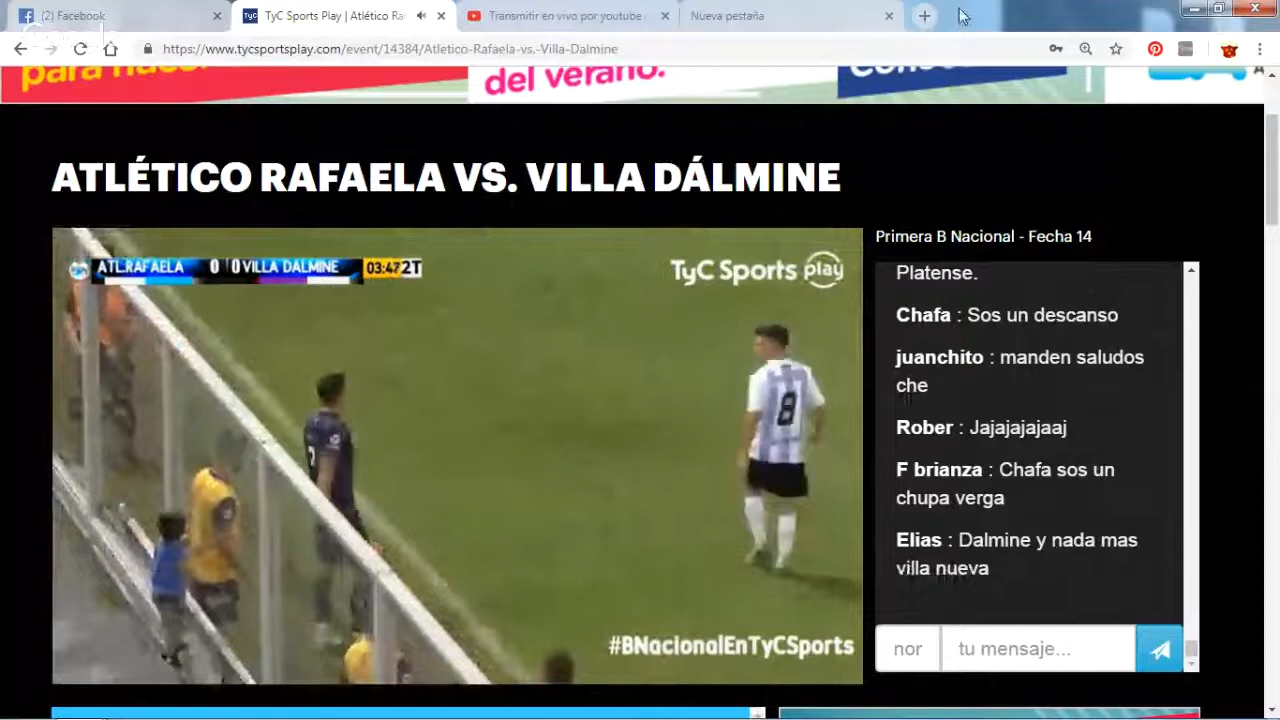 (2) Facebook
TyC Sports Play | Atlético Ra
Transmitir en vivo por youtube
Nueva pestaña
https://www.tycsportsplay.com/event/14384/Atletico-Rafaela-vs.-Villa-Dalmine
del verano.
ATLÉTICO RAFAELA VS. VILLA DÁLMINE
ATL.RAFAELA 0 0 VILLA DALMINE 03:47 2T
TyC Sports play
8
#BNacionalEnTyCSports
Primera B Nacional - Fecha 14
Platense.
Chafa : Sos un descanso
juanchito : manden saludos
che
Rober : Jajajajajaaj
F brianza : Chafa sos un
chupa verga
Elias : Dalmine y nada mas
villa nueva
nor
tu mensaje...